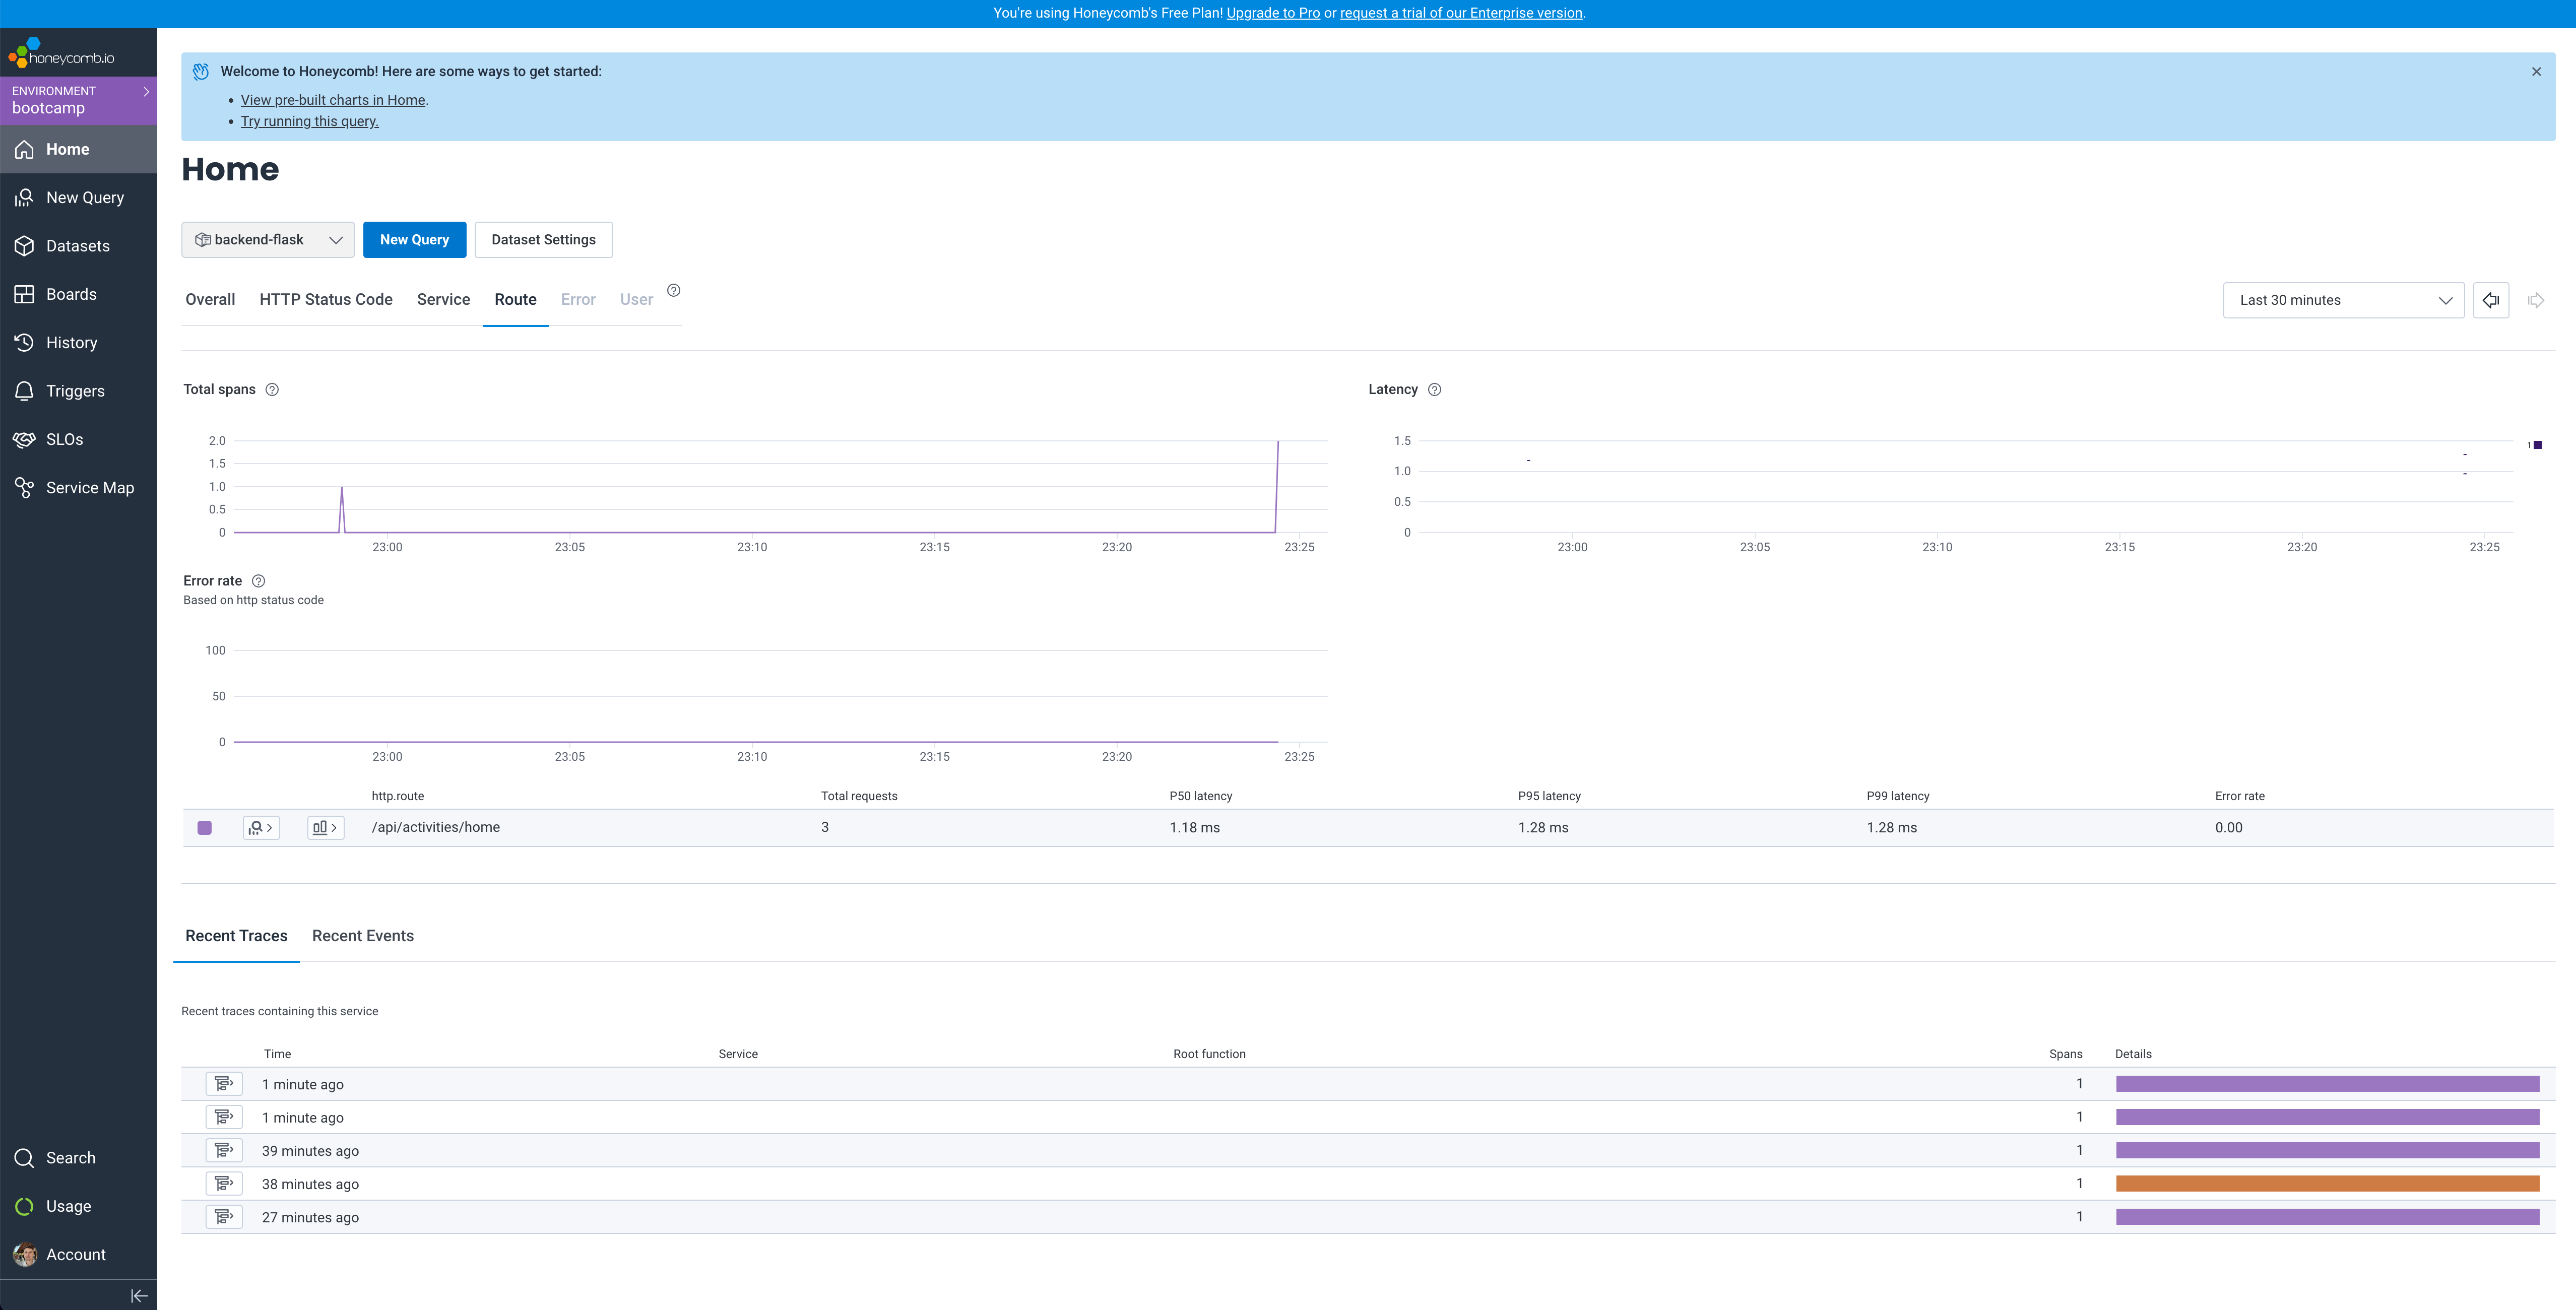 You're using Honeycomb's Free Plan! Upgrade to Pro or request a trial of our Enterprise version.
honeycomb.io
ENVIRONMENT
bootcamp
Home
New Query
Datasets
Boards
History
Triggers
SLOs
Service Map
Search
Usage
Account
Welcome to Honeycomb! Here are some ways to get started:
• View pre-built charts in Home.
• Try running this query.
Home
backend-flask New Query Dataset Settings
Overall HTTP Status Code Service Route Error User
Last 30 minutes
Total spans
2.0
1.5
1.0
0.5
0
23:00 23:05 23:10 23:15 23:20 23:25
Latency
1.5
1.0
0.5
0
1
23:00 23:05 23:10 23:15 23:20 23:25
Error rate
Based on http status code
100
50
0
23:00 23:05 23:10 23:15 23:20 23:25
http.route Total requests P50 latency P95 latency P99 latency Error rate
/api/activities/home 3 1.18 ms 1.28 ms 1.28 ms 0.00
Recent Traces Recent Events
Recent traces containing this service
Time Service Root function Spans Details
1 minute ago 1
1 minute ago 1
39 minutes ago 1
38 minutes ago 1
27 minutes ago 1